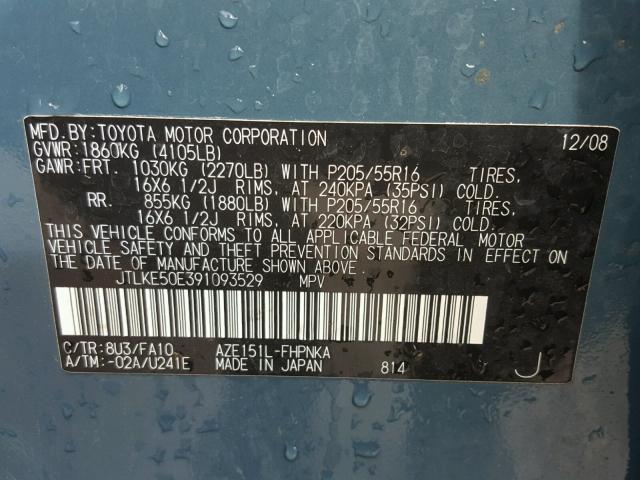 MFD.BY:TOYOTA MOTOR CORPORATION 12/08
GVWR:1860KG (4105LB)
GAWR:FRT. 1030KG (2270LB) WITH P205/55R16 TIRES,
16X6 1/2J RIMS, AT 240KPA (35PSI) COLD.
RR. 855KG (1880LB) WITH P205/55R16 TIRES,
16X6 1/2J RIMS, AT 220KPA (32PSI) COLD.
THIS VEHICLE CONFORMS TO ALL APPLICABLE FEDERAL MOTOR
VEHICLE SAFETY AND THEFT PREVENTION STANDARDS IN EFFECT ON
THE DATE OF MANUFACTURE SHOWN ABOVE.
JTLKE50E391093529 MPV
C/TR:8U3/FA10 AZE151L-FHPNKA
A/TM:-02A/U241E MADE IN JAPAN 814 J